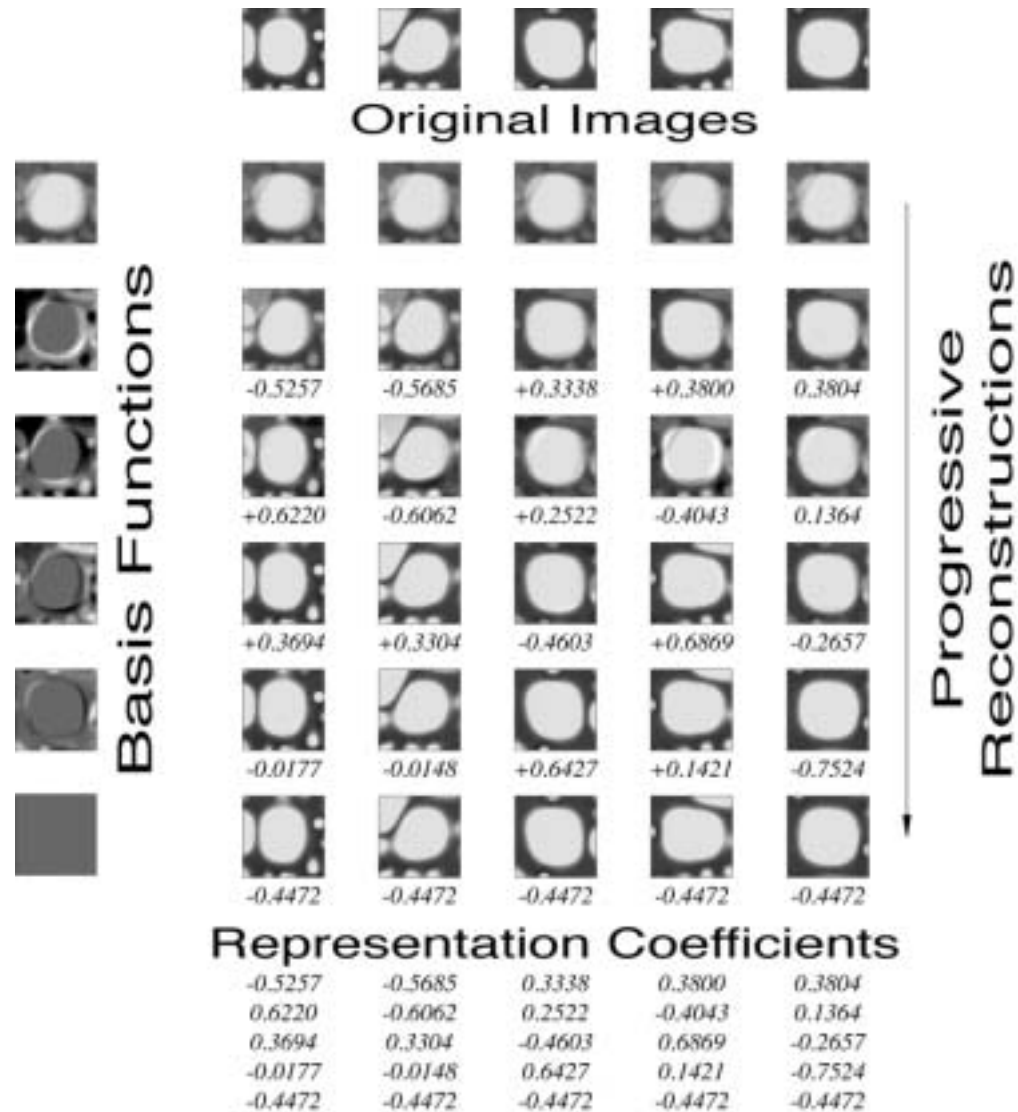 Original Images
Basis Functions
Progressive
Reconstructions
-0.5257 -0.5685 +0.3338 +0.3800 0.3804
+0.6220 -0.6062 +0.2522 -0.4043 0.1364
+0.3694 +0.3304 -0.4603 +0.6869 -0.2657
-0.0177 -0.0148 +0.6427 +0.1421 -0.7524
-0.4472 -0.4472 -0.4472 -0.4472 -0.4472
Representation Coefficients
-0.5257 -0.5685 0.3338 0.3800 0.3804
0.6220 -0.6062 0.2522 -0.4043 0.1364
0.3694 0.3304 -0.4603 0.6869 -0.2657
-0.0177 -0.0148 0.6427 0.1421 -0.7524
-0.4472 -0.4472 -0.4472 -0.4472 -0.4472